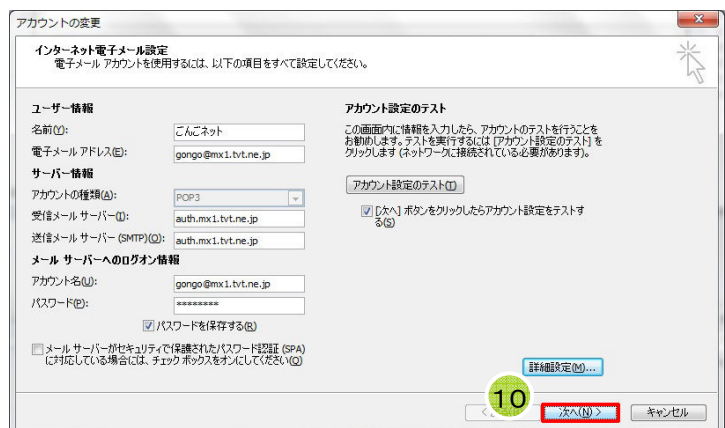 アカウントの変更
インターネット電子メール設定
電子メール アカウントを使用するには、以下の項目をすべて設定してください。
ユーザー情報
名前(Y):
ごんごネット
電子メール アドレス(E):
gongo@mx1.tvt.ne.jp
サーバー情報
アカウントの種類(A):
POP3
受信メール サーバー(I):
auth.mx1.tvt.ne.jp
送信メール サーバー (SMTP)(O):
auth.mx1.tvt.ne.jp
メール サーバーへのログオン情報
アカウント名(U):
gongo@mx1.tvt.ne.jp
パスワード(P):
********
パスワードを保存する(R)
メール サーバーがセキュリティで保護されたパスワード認証 (SPA)
に対応している場合には、チェック ボックスをオンにしてください(Q)
アカウント設定のテスト
この画面内に情報を入力したら、アカウントのテストを行うことを
お勧めします。テストを実行するには [アカウント設定のテスト] を
クリックします (ネットワークに接続されている必要があります)。
アカウント設定のテスト(T)
[次へ] ボタンをクリックしたらアカウント設定をテストす
る(S)
詳細設定(M)...
10
<
次へ(N) >
キャンセル